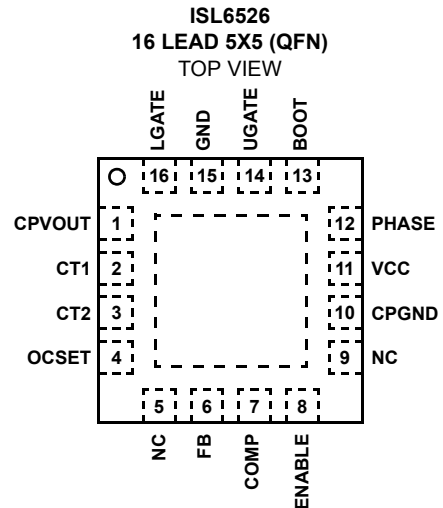 ISL6526
16 LEAD 5X5 (QFN)
TOP VIEW
LGATE
GND
UGATE
BOOT
16 15 14 13
CPVOUT 1
12 PHASE
CT1 2
11 VCC
CT2 3
10 CPGND
OCSET 4
9 NC
5 6 7 8
NC
FB
COMP
ENABLE